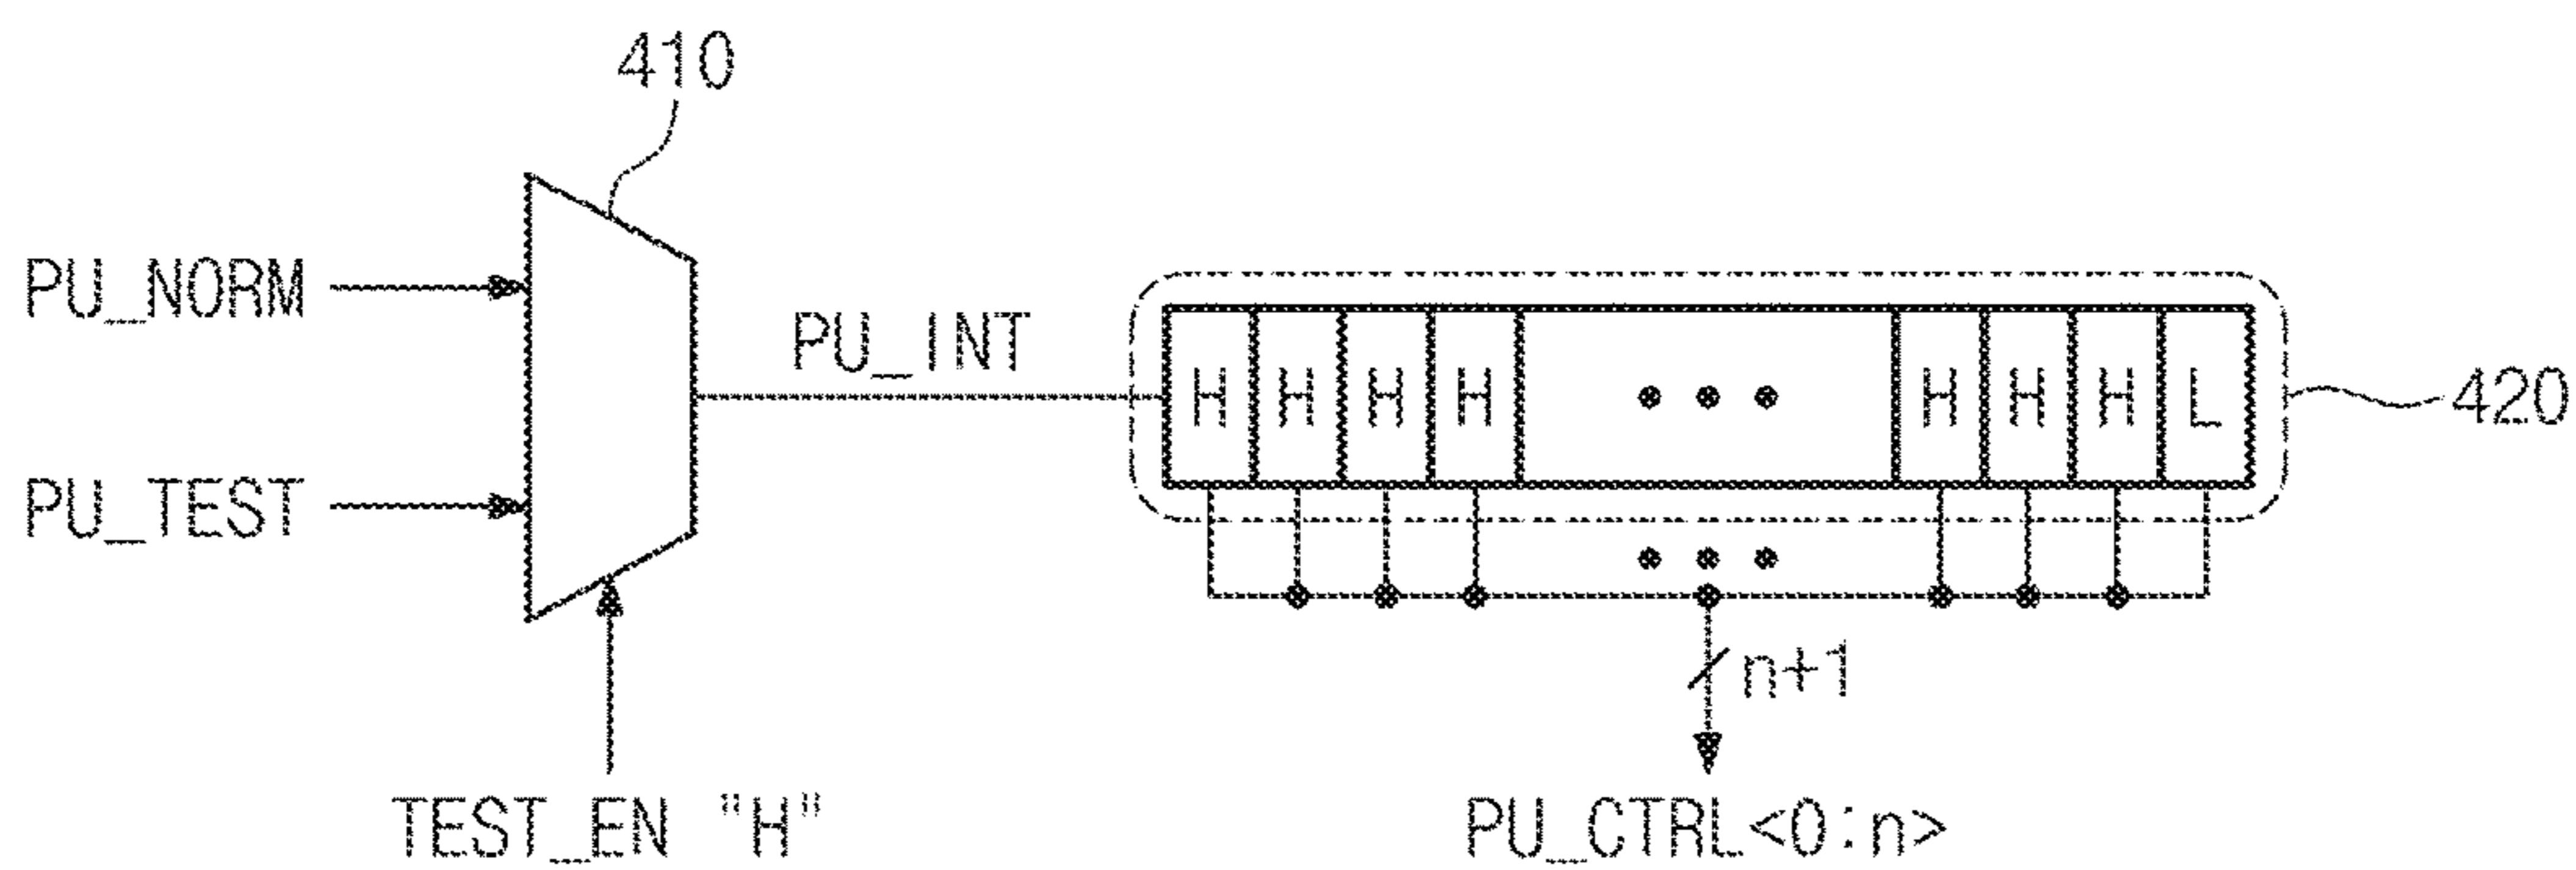 410
PU_NORM
PU_INT
H H H H ••• H H H L
420
PU_TEST
•••
n+1
TEST_EN "H"
PU_CTRL<0:n>